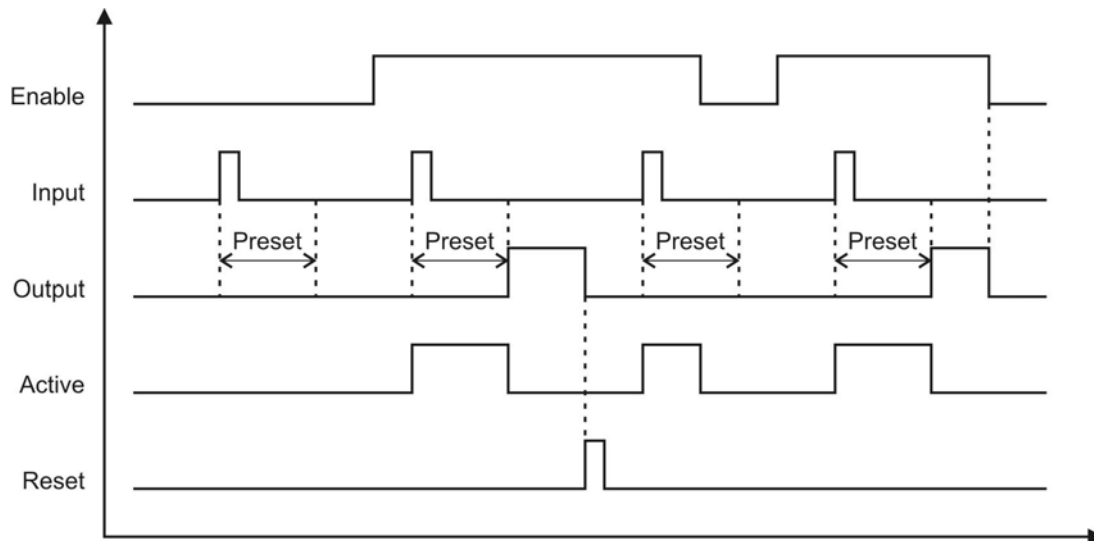 Enable
Input
Preset Preset Preset Preset
Output
Active
Reset